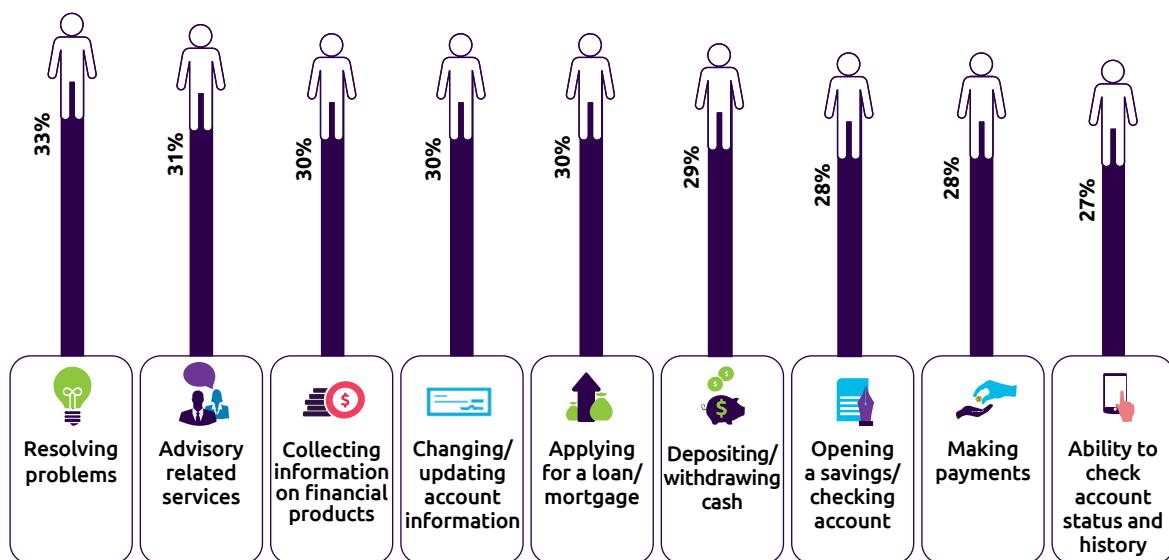 33%
31%
30%
30%
30%
29%
28%
28%
27%
Resolving
problems
Advisory
related
services
Collecting
information
on financial
products
Changing/
updating
account
information
Applying
for a loan/
mortgage
Depositing/
withdrawing
cash
Opening
a savings/
checking
account
Making
payments
Ability to
check
account
status and
history